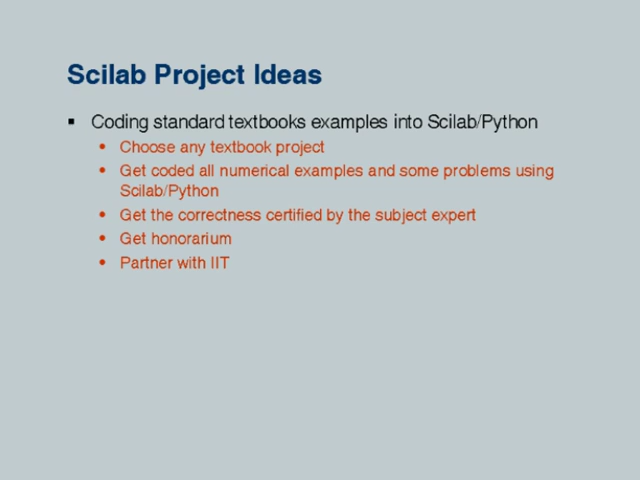 Scilab Project Ideas
▪ Coding standard textbooks examples into Scilab/Python
• Choose any textbook project
• Get coded all numerical examples and some problems using
Scilab/Python
• Get the correctness certified by the subject expert
• Get honorarium
• Partner with IIT